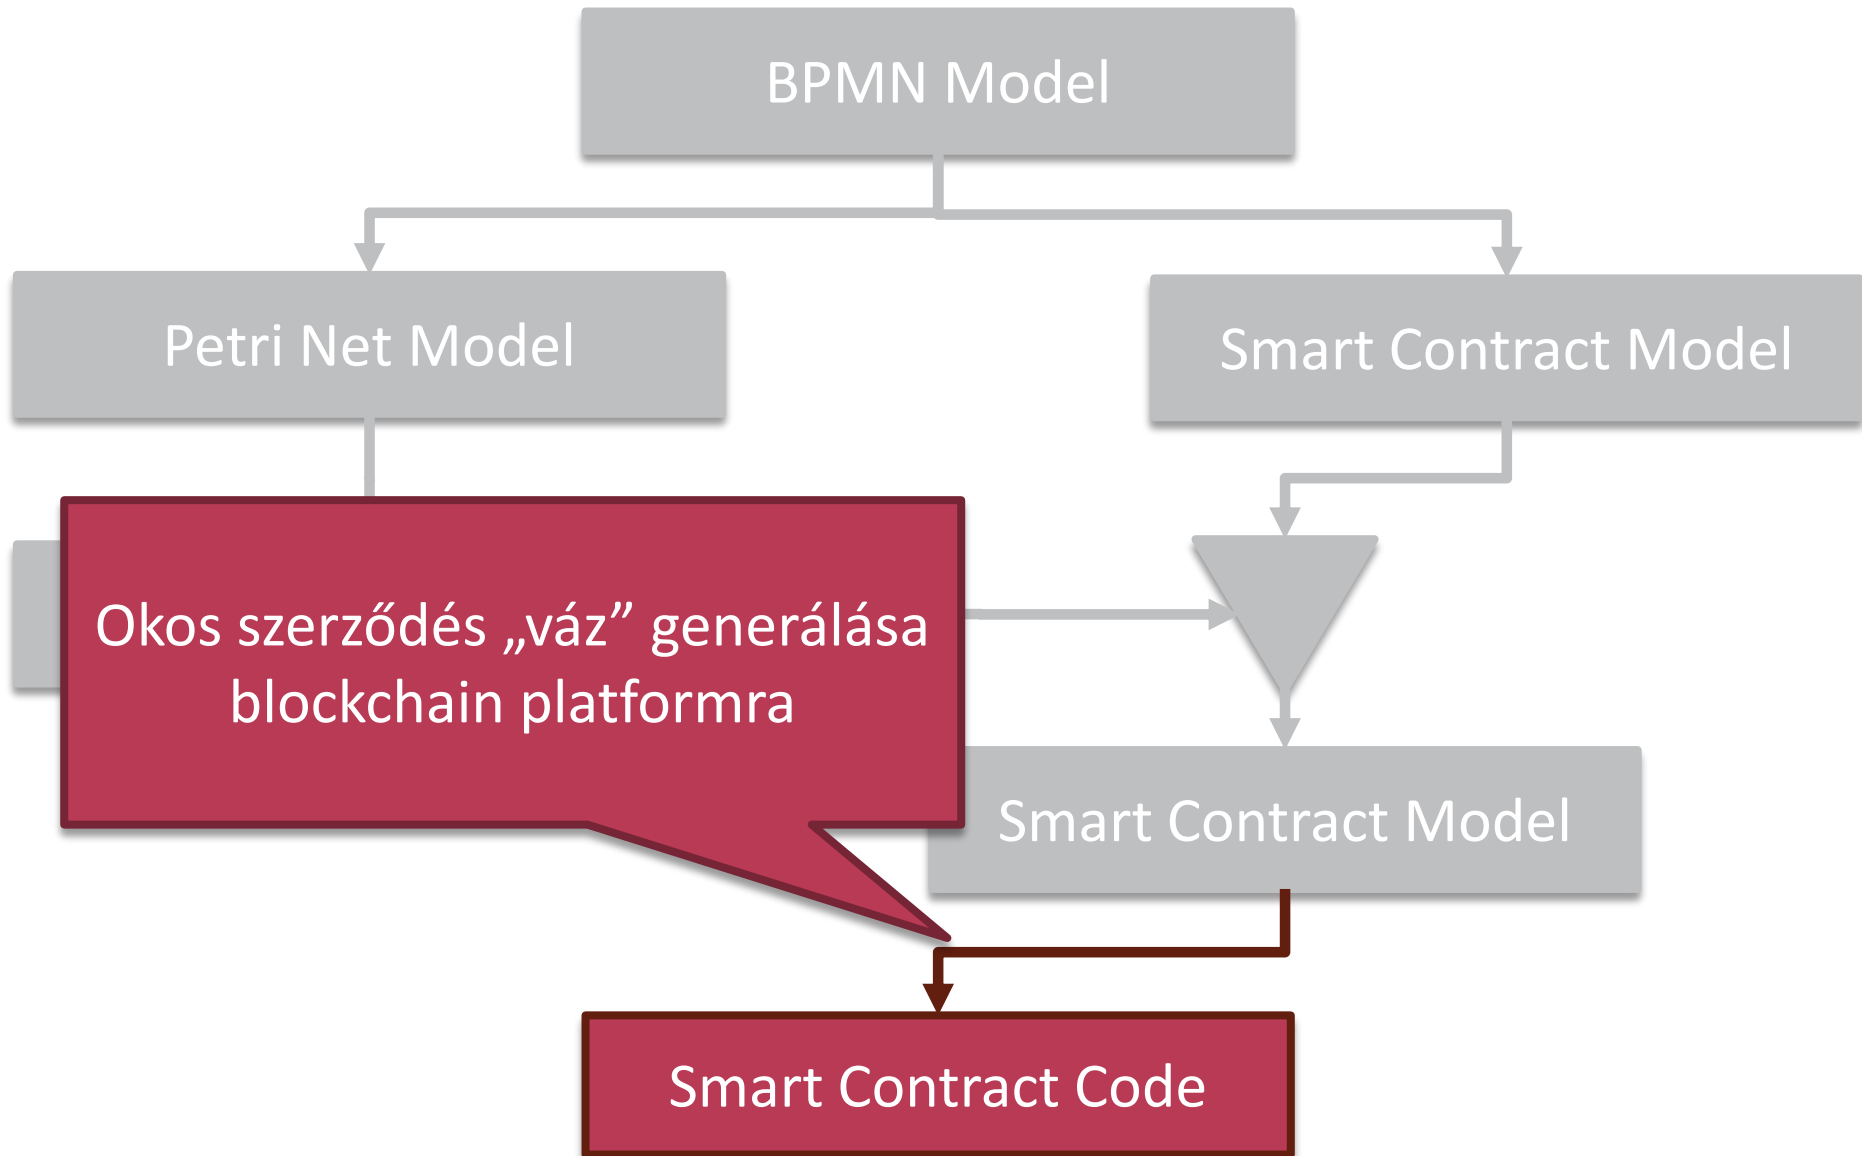 BPMN Model
Petri Net Model
Smart Contract Model
Okos szerződés „váz” generálása
blockchain platformra
Smart Contract Model
Smart Contract Code